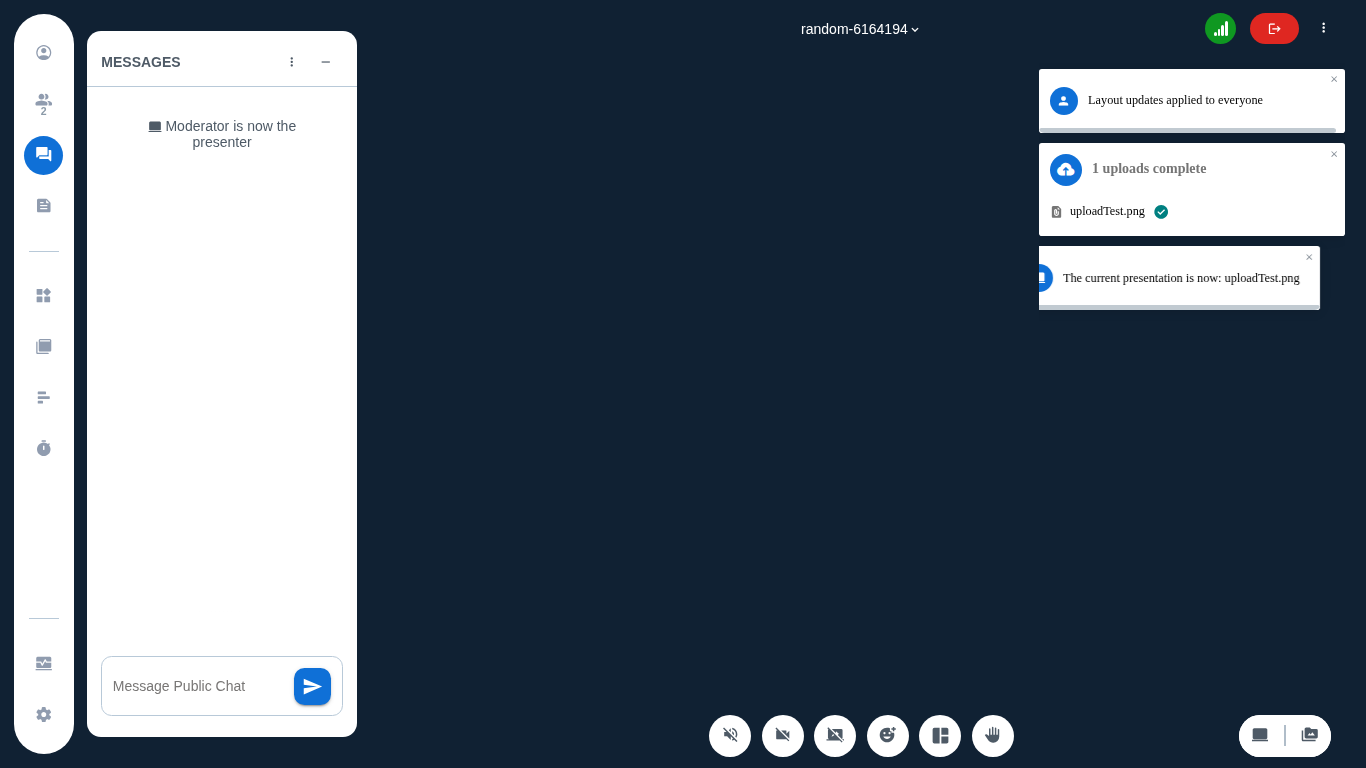 random-6164194
MESSAGES
2
Moderator is now the
presenter
Layout updates applied to everyone
1 uploads complete
uploadTest.png
The current presentation is now: uploadTest.png
Message Public Chat